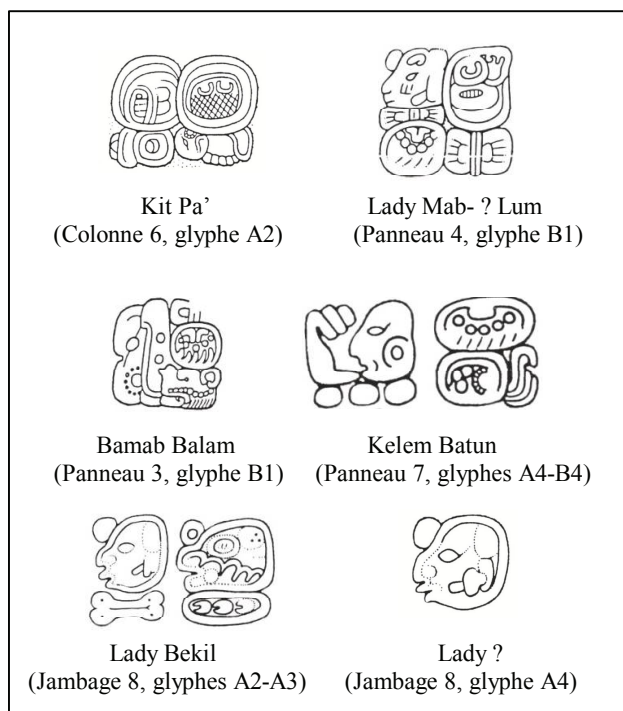 Kit Pa’
(Colonne 6, glyphe A2)
Lady Mab- ? Lum
(Panneau 4, glyphe B1)
Bamab Balam
(Panneau 3, glyphe B1)
Kelem Batun
(Panneau 7, glyphes A4-B4)
Lady Bekil
(Jambage 8, glyphes A2-A3)
Lady ?
(Jambage 8, glyphe A4)